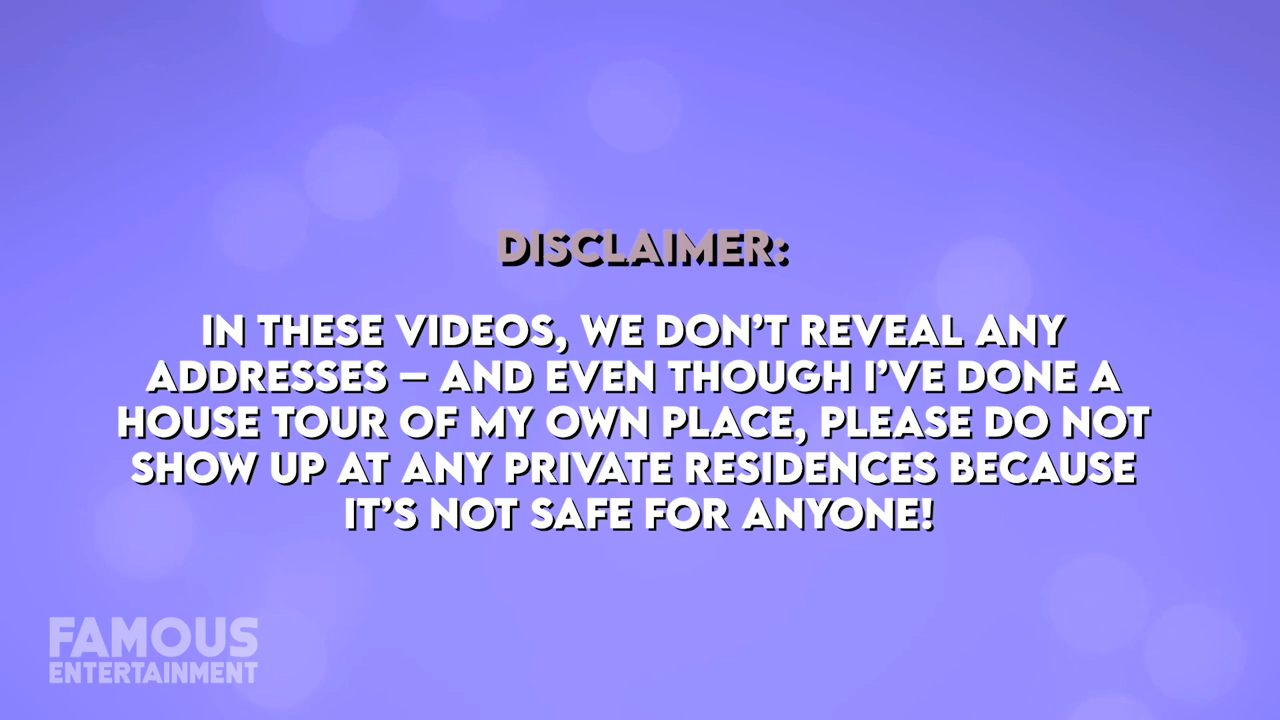 DISCLAIMER:
IN THESE VIDEOS, WE DON’T REVEAL ANY
ADDRESSES – AND EVEN THOUGH I’VE DONE A
HOUSE TOUR OF MY OWN PLACE, PLEASE DO NOT
SHOW UP AT ANY PRIVATE RESIDENCES BECAUSE
IT’S NOT SAFE FOR ANYONE!
FAMOUS
ENTERTAINMENT